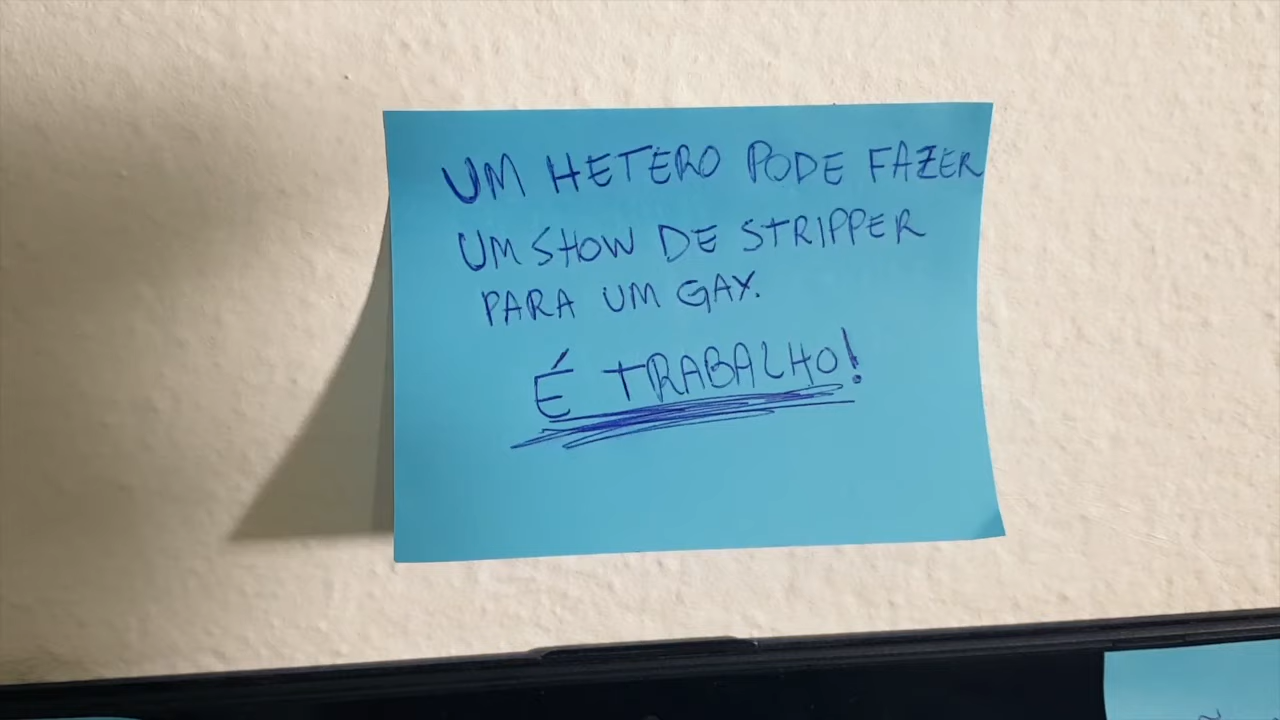 UM HETERO PODE FAZER
UM SHOW DE STRIPPER
PARA UM GAY.
É TRABALHO!